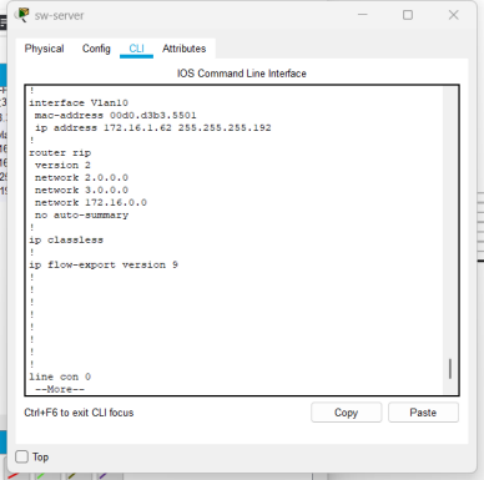 sw-server
Physical Config CLI Attributes
IOS Command Line Interface
!
interface Vlan10
mac-address 00d0.d3b3.5501
ip address 172.16.1.62 255.255.255.192
!
router rip
version 2
network 2.0.0.0
network 3.0.0.0
network 172.16.0.0
no auto-summary
!
ip classless
!
ip flow-export version 9
!
!
!
!
!
!
!
!
line con 0
--More--
Ctrl+F6 to exit CLI focus
Copy Paste
Top